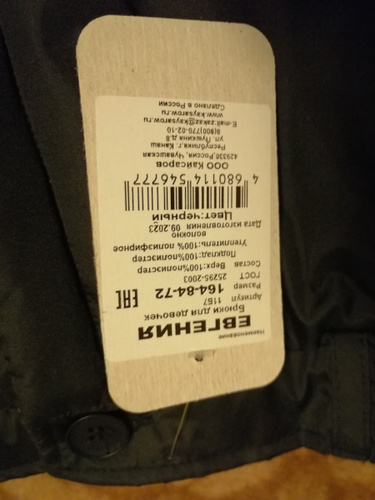 Наименование
ЕВГЕНИЯ
Брюки для девочек
Артикул 1167
Размер 164-84-72
ГОСТ 25295-2003
EAC
Состав Верх:100%полиэстер
Подклад:100%полиэстер
Утеплитель:100% полиэфирное
волокно
Дата изготовления 09.2023
Цвет:черный
4 680114 546777
ООО Кайсаров
429330,Россия, Чувашская
Республика, г. Канаш
ул. Пушкина д.8
8(800)770-02-10
E-mail:zakaz@kaysarow.ru
www.kaysarow.ru
Сделано в России